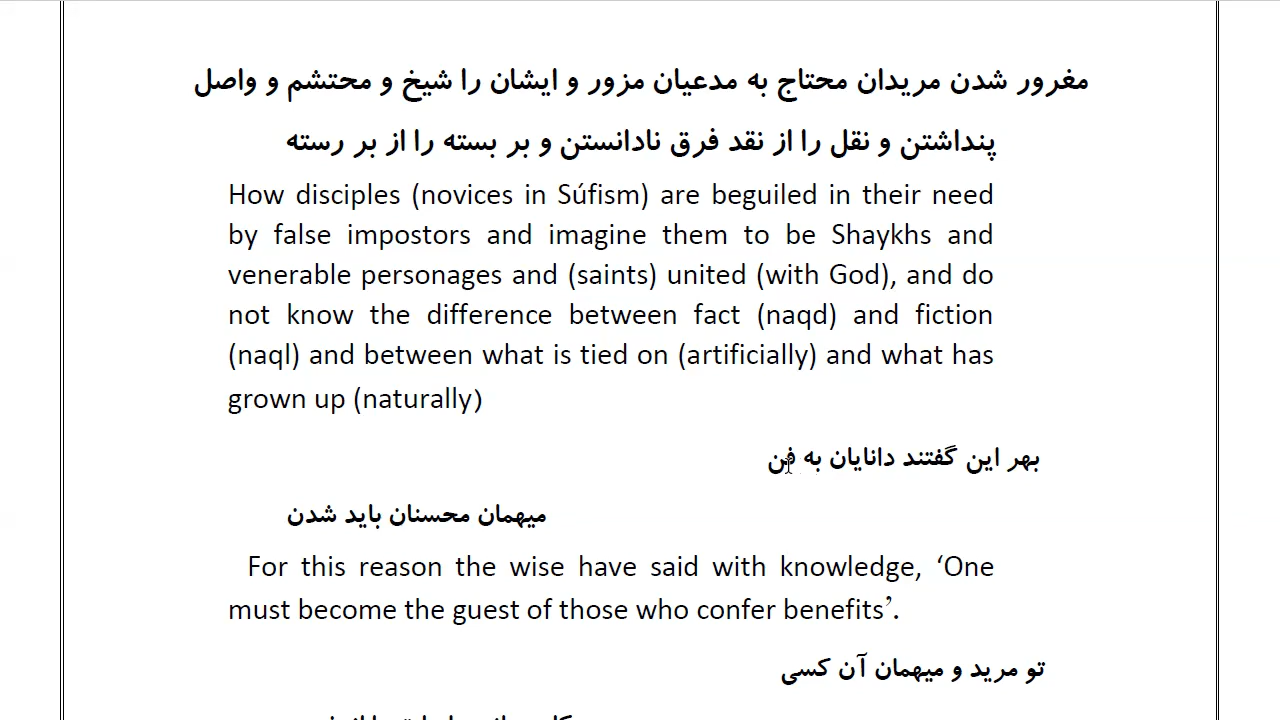 مغرور شدن مریدان محتاج به مدعیان مزور و ایشان را شیخ و محتشم و واصل
پنداشتن و نقل را از نقد فرق نادانستن و بر بسته را از بر رسته
How disciples (novices in Súfism) are beguiled in their need
by false impostors and imagine them to be Shaykhs and
venerable personages and (saints) united (with God), and do
not know the difference between fact (naqd) and fiction
(naql) and between what is tied on (artificially) and what has
grown up (naturally)
بهر این گفتند دانایان به فن
میهمان محسنان باید شدن
For this reason the wise have said with knowledge, ‘One
must become the guest of those who confer benefits’.
تو مرید و میهمان آن کسی